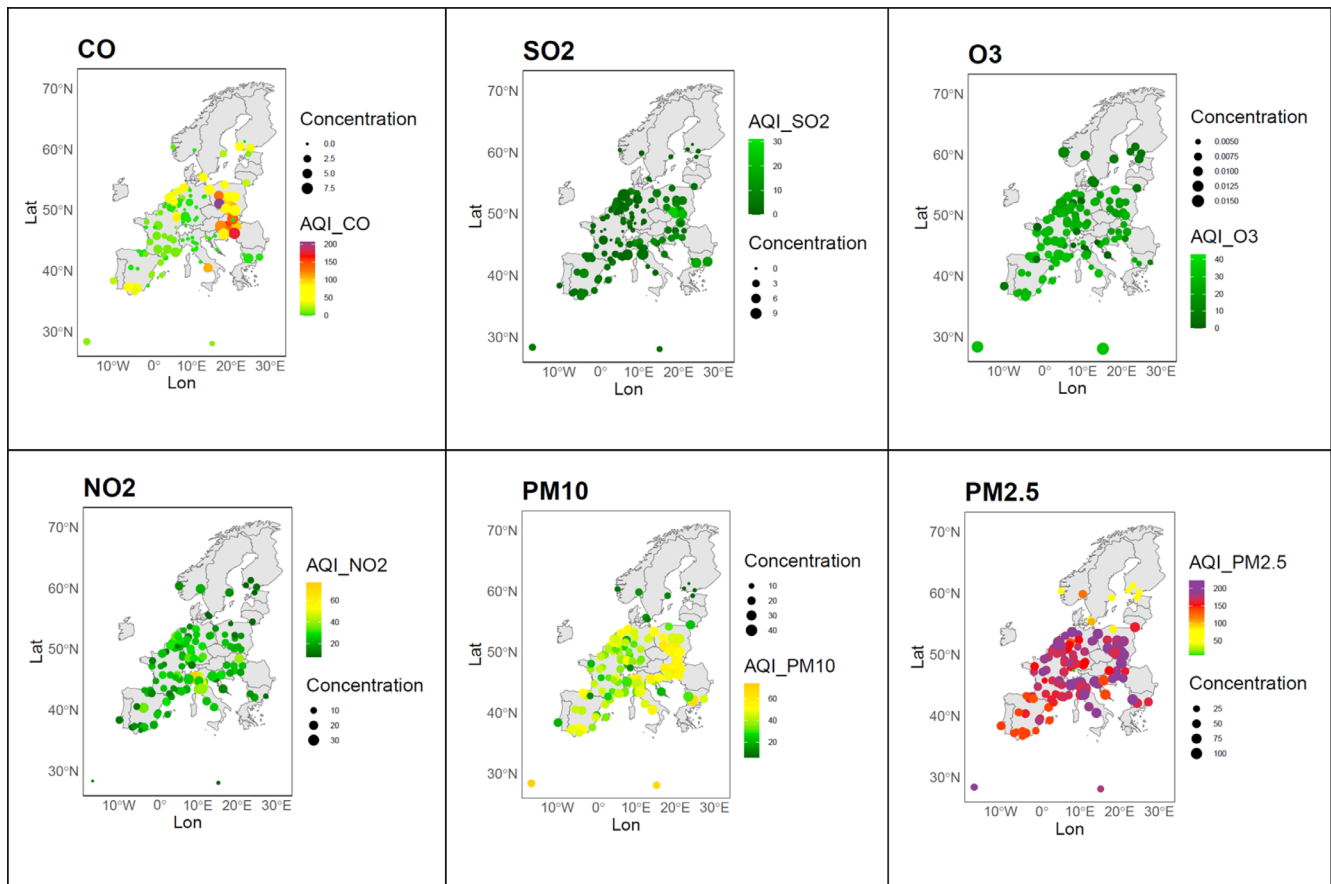 CO
70°N
60°N
50°N
40°N
30°N
Lat
10°W 0° 10°E 20°E 30°E
Lon
Concentration
0.0
2.5
5.0
7.5
AQI_CO
200
150
100
50
0
SO2
70°N
60°N
50°N
40°N
30°N
Lat
10°W 0° 10°E 20°E 30°E
Lon
AQI_SO2
30
20
10
0
Concentration
0
3
6
9
O3
70°N
60°N
50°N
40°N
30°N
Lat
10°W 0° 10°E 20°E 30°E
Lon
Concentration
0.0050
0.0075
0.0100
0.0125
0.0150
AQI_O3
40
30
20
10
0
NO2
70°N
60°N
50°N
40°N
30°N
Lat
10°W 0° 10°E 20°E 30°E
Lon
AQI_NO2
60
40
20
Concentration
10
20
30
PM10
70°N
60°N
50°N
40°N
30°N
Lat
10°W 0° 10°E 20°E 30°E
Lon
Concentration
10
20
30
40
AQI_PM10
60
40
20
PM2.5
70°N
60°N
50°N
40°N
30°N
Lat
10°W 0° 10°E 20°E 30°E
Lon
AQI_PM2.5
200
150
100
50
Concentration
25
50
75
100